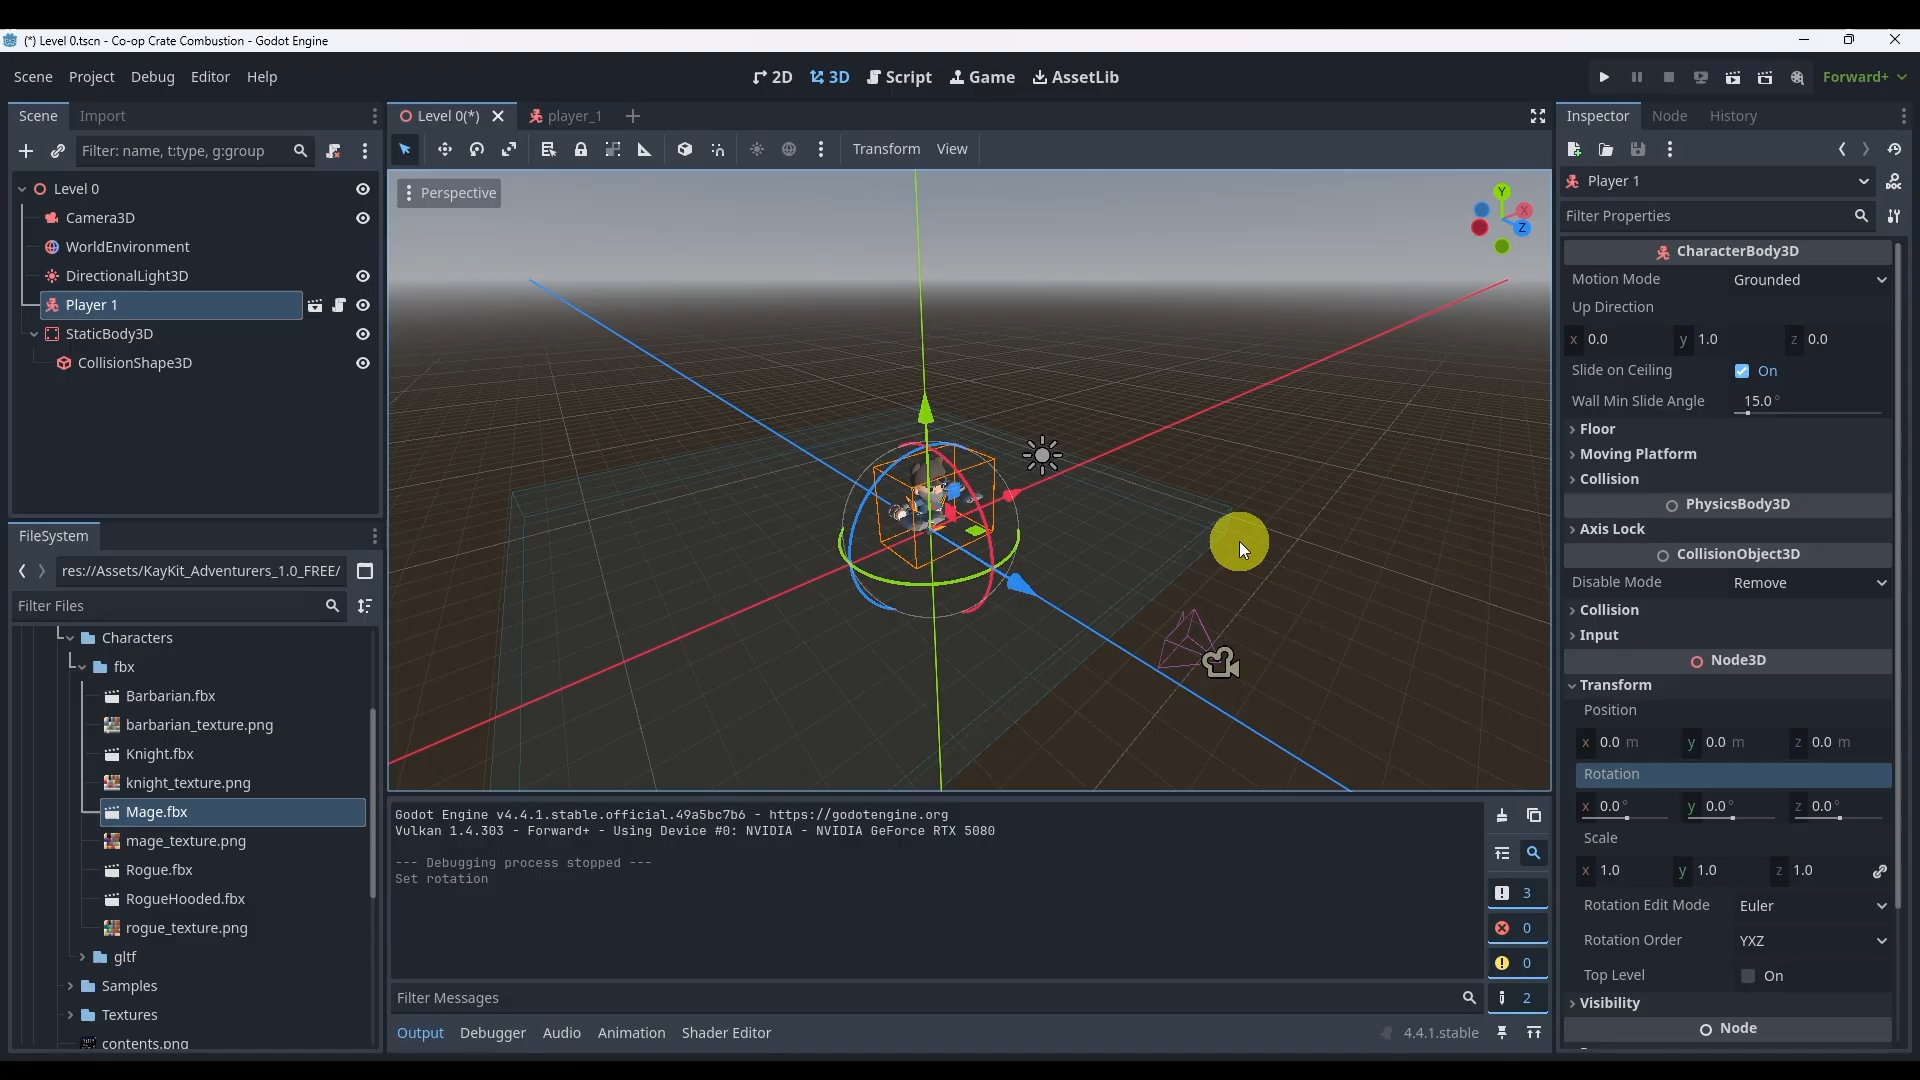 (*) Level 0.tscn - Co-op Crate Combustion - Godot Engine
Scene Project Debug Editor Help
2D 3D Script Game AssetLib
Forward+
Scene Import
Filter: name, t:type, g:group
Level 0
Camera3D
WorldEnvironment
DirectionalLight3D
Player 1
StaticBody3D
CollisionShape3D
FileSystem
res://Assets/KayKit_Adventurers_1.0_FREE/
Filter Files
Characters
fbx
Barbarian.fbx
barbarian_texture.png
Knight.fbx
knight_texture.png
Mage.fbx
mage_texture.png
Rogue.fbx
RogueHooded.fbx
rogue_texture.png
gltf
Samples
Textures
contents.png
Level 0(*) player_1
Transform View
Perspective
Y
X
Z
Godot Engine v4.4.1.stable.official.49a5bc7b6 - https://godotengine.org
Vulkan 1.4.303 - Forward+ - Using Device #0: NVIDIA - NVIDIA GeForce RTX 5080
--- Debugging process stopped ---
Set rotation
3
0
0
2
Filter Messages
Output Debugger Audio Animation Shader Editor
4.4.1.stable
Inspector Node History
Player 1
Filter Properties
CharacterBody3D
Motion Mode Grounded
Up Direction
x 0.0 y 1.0 z 0.0
Slide on Ceiling On
Wall Min Slide Angle 15.0 °
Floor
Moving Platform
Collision
PhysicsBody3D
Axis Lock
CollisionObject3D
Disable Mode Remove
Collision
Input
Node3D
Transform
Position
x 0.0 m y 0.0 m z 0.0 m
Rotation
x 0.0 ° y 0.0 ° z 0.0 °
Scale
x 1.0 y 1.0 z 1.0
Rotation Edit Mode Euler
Rotation Order YXZ
Top Level On
Visibility
Node